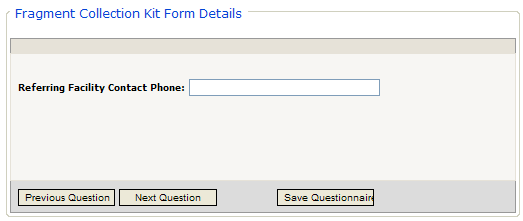 Fragment Collection Kit Form Details
Referring Facility Contact Phone:
Previous Question Next Question Save Questionnair